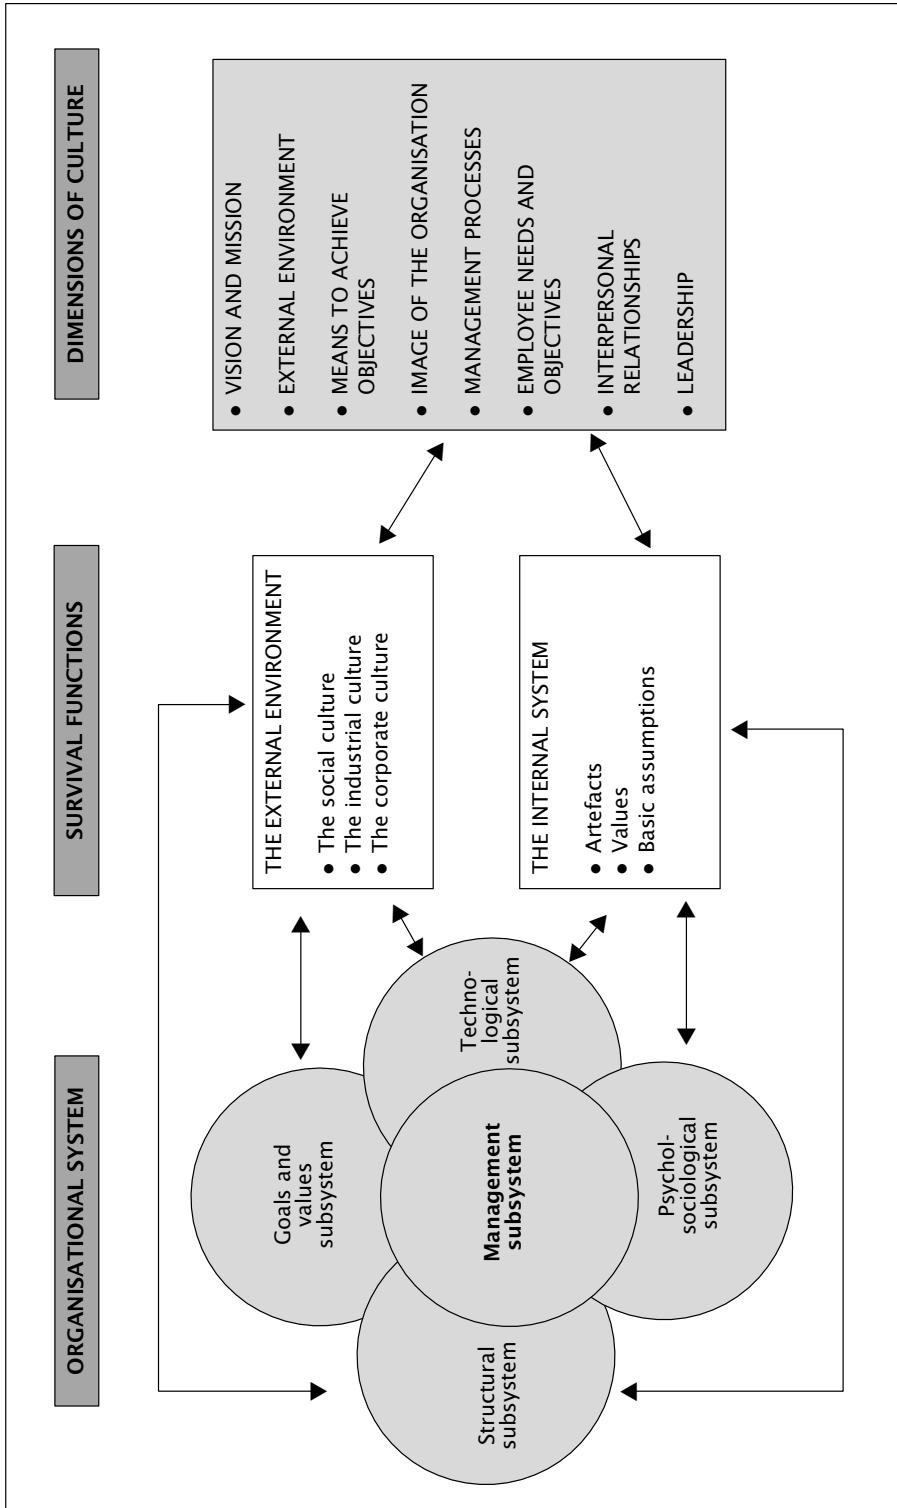 ORGANISATIONAL SYSTEM
SURVIVAL FUNCTIONS
DIMENSIONS OF CULTURE
Goals and
values
subsystem
Techno-
logical
subsystem
Management
subsystem
Structural
subsystem
Psychol-
sociological
subsystem
THE EXTERNAL ENVIRONMENT
• The social culture
• The industrial culture
• The corporate culture
THE INTERNAL SYSTEM
• Artefacts
• Values
• Basic assumptions
• VISION AND MISSION
• EXTERNAL ENVIRONMENT
• MEANS TO ACHIEVE
OBJECTIVES
• IMAGE OF THE ORGANISATION
• MANAGEMENT PROCESSES
• EMPLOYEE NEEDS AND
OBJECTIVES
• INTERPERSONAL
RELATIONSHIPS
• LEADERSHIP